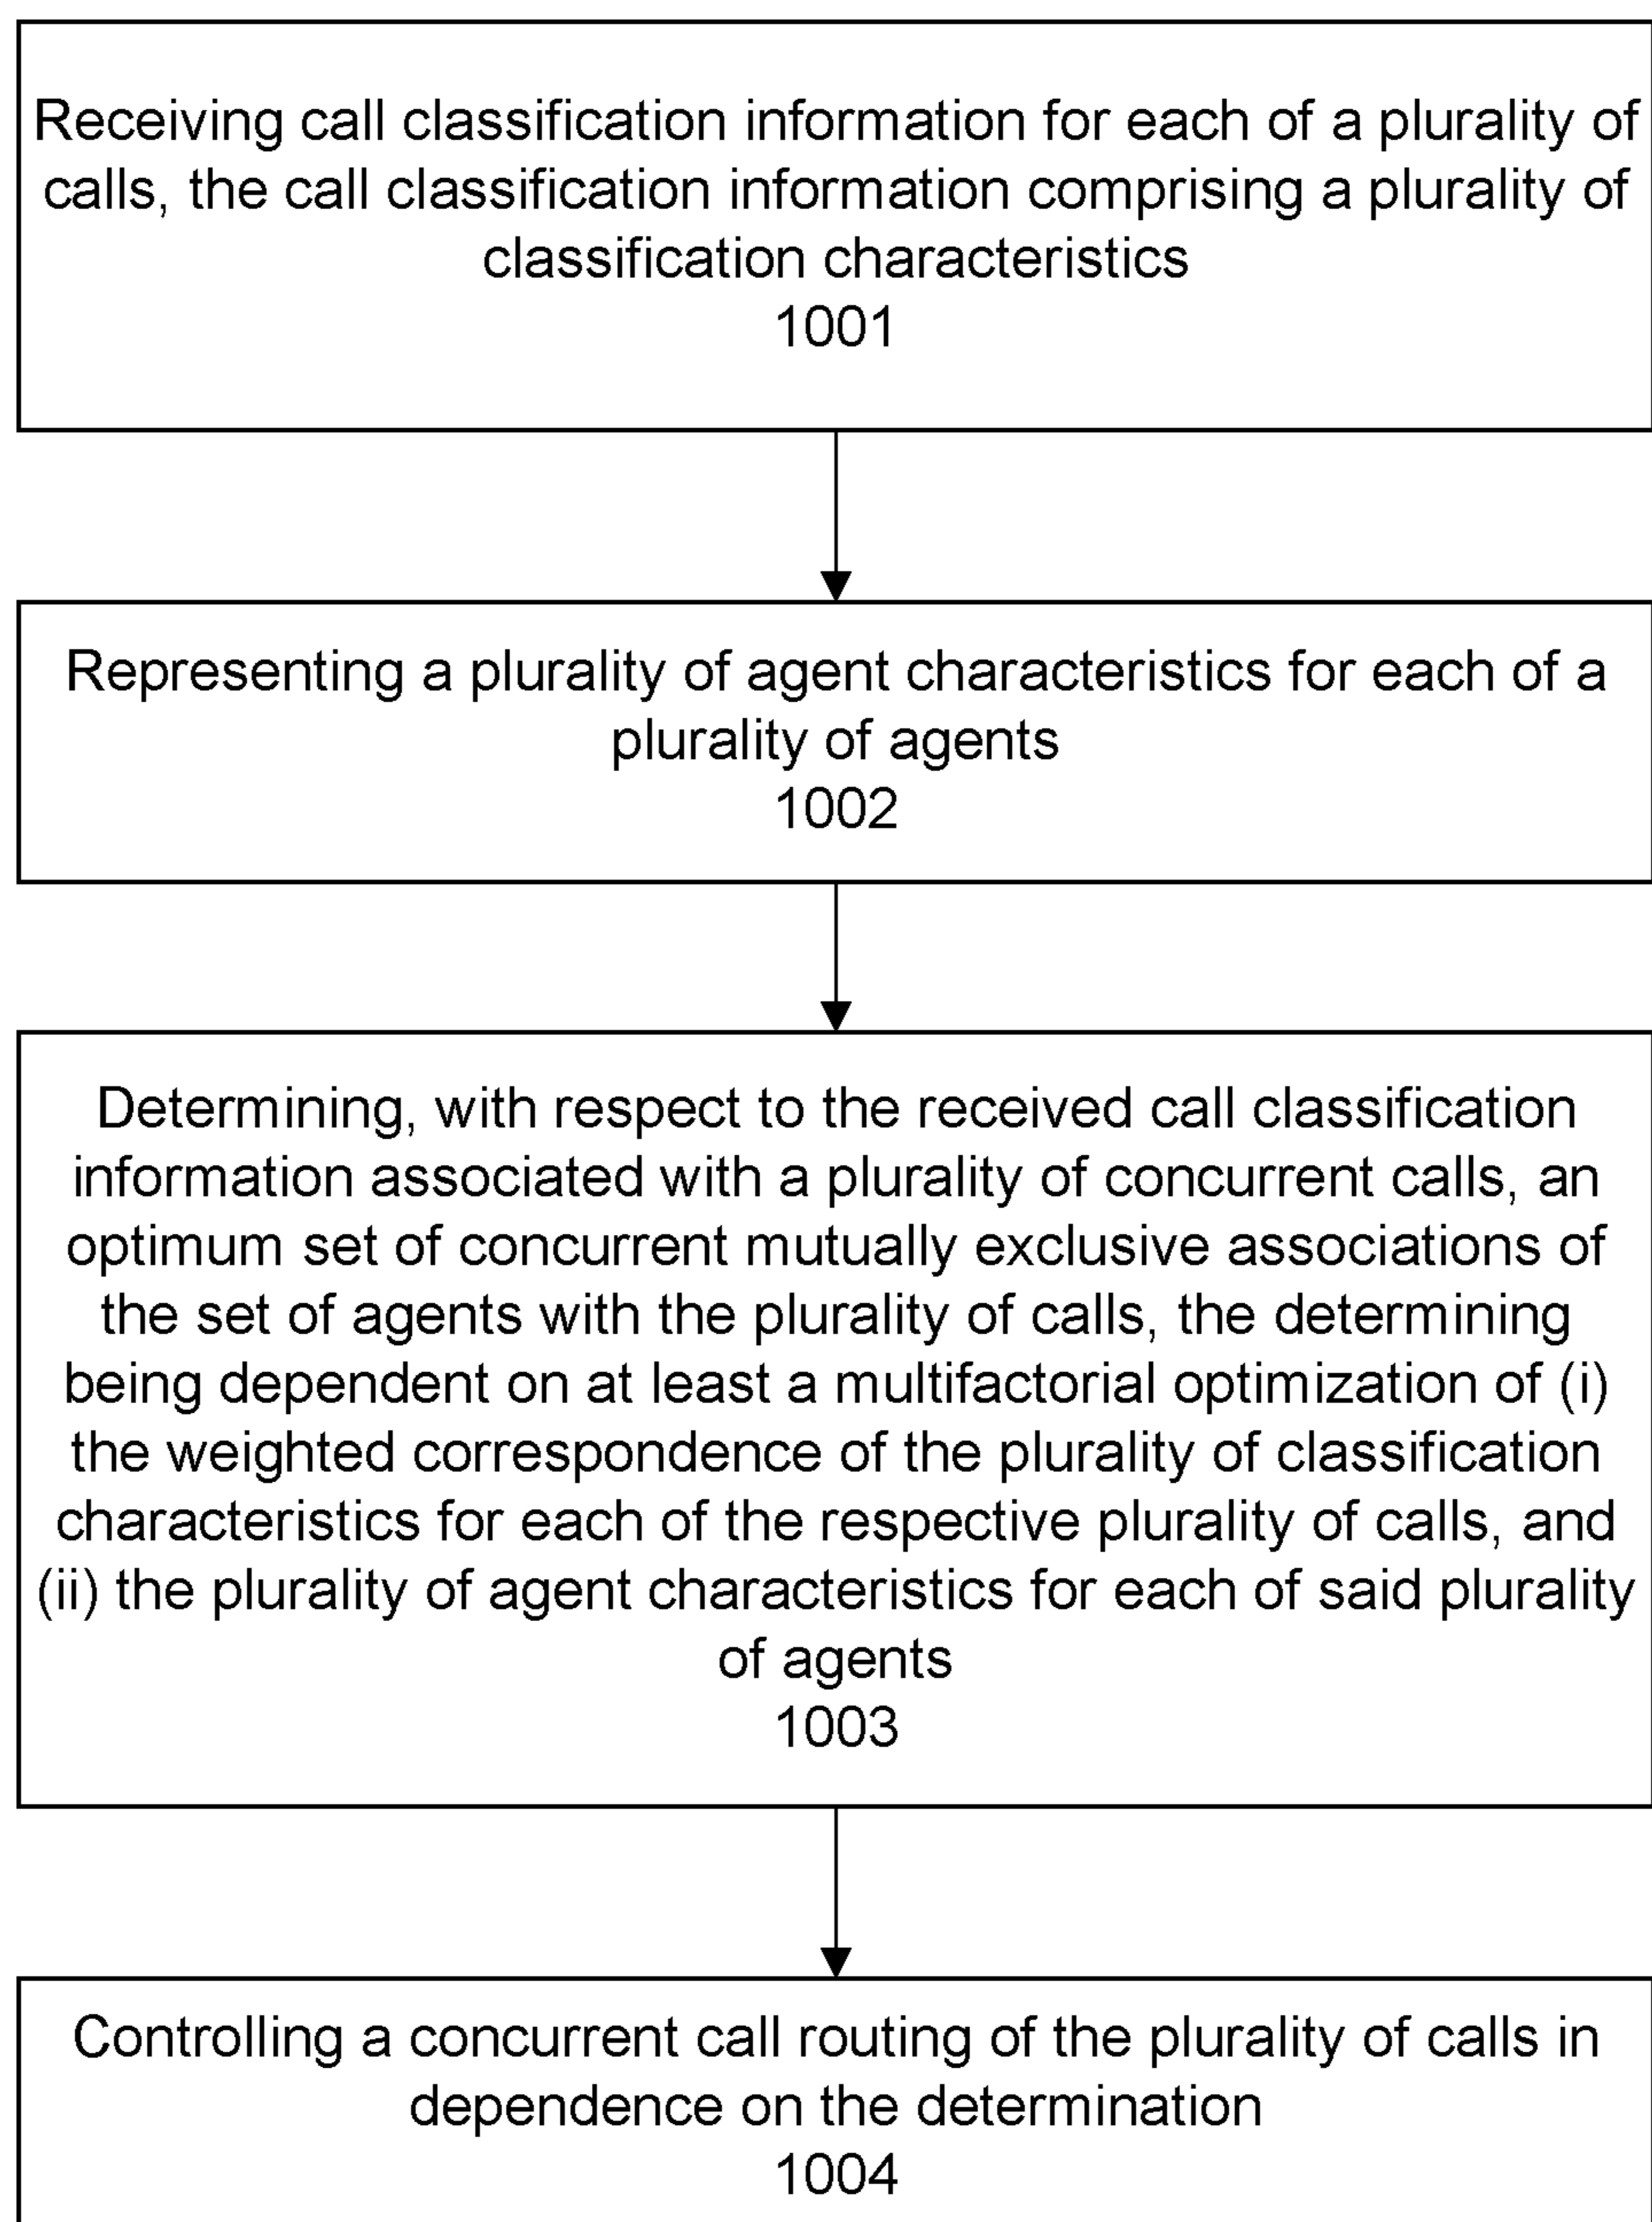 Receiving call classification information for each of a plurality of
calls, the call classification information comprising a plurality of
classification characteristics
1001
Representing a plurality of agent characteristics for each of a
plurality of agents
1002
Determining, with respect to the received call classification
information associated with a plurality of concurrent calls, an
optimum set of concurrent mutually exclusive associations of
the set of agents with the plurality of calls, the determining
being dependent on at least a multifactorial optimization of (i)
the weighted correspondence of the plurality of classification
characteristics for each of the respective plurality of calls, and
(ii) the plurality of agent characteristics for each of said plurality
of agents
1003
Controlling a concurrent call routing of the plurality of calls in
dependence on the determination
1004